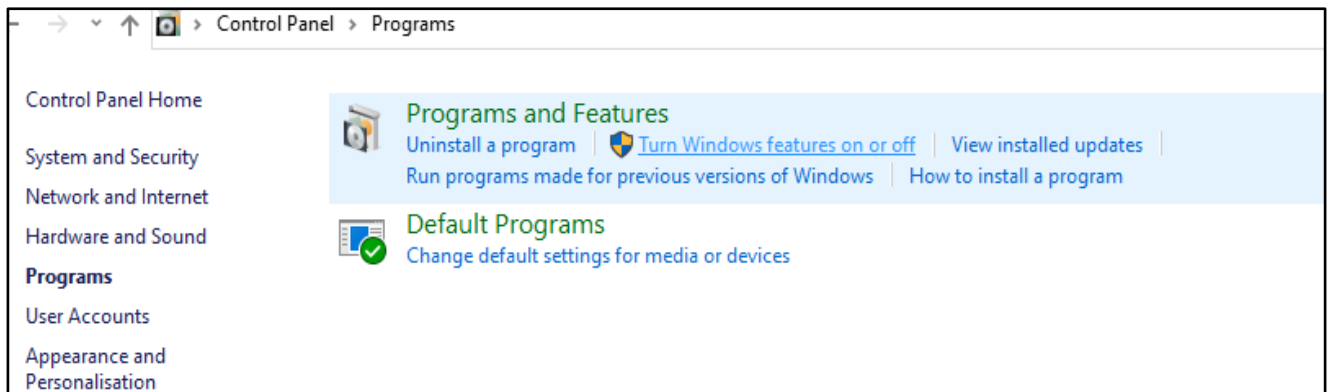 Control Panel > Programs
Control Panel Home
System and Security
Network and Internet
Hardware and Sound
Programs
User Accounts
Appearance and
Personalisation
Programs and Features
Uninstall a program Turn Windows features on or off View installed updates
Run programs made for previous versions of Windows How to install a program
Default Programs
Change default settings for media or devices